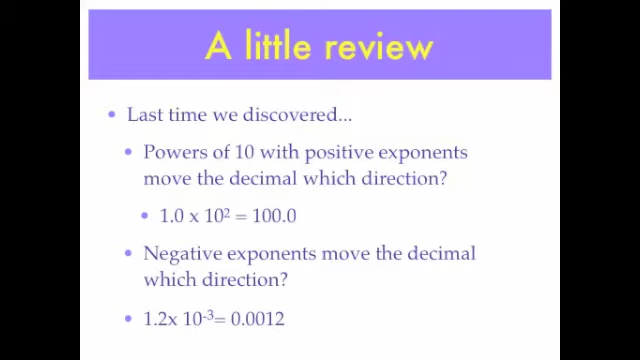 A little review
• Last time we discovered...
• Powers of 10 with positive exponents
move the decimal which direction?
• 1.0 x 10² = 100.0
• Negative exponents move the decimal
which direction?
• 1.2x 10⁻³= 0.0012